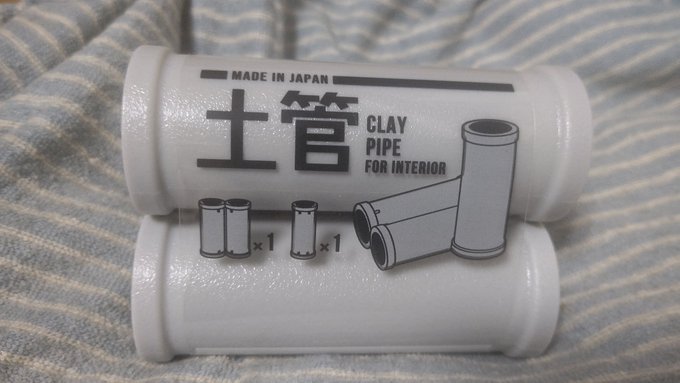 MADE IN JAPAN
土管
CLAY
PIPE
FOR INTERIOR
×1
×1